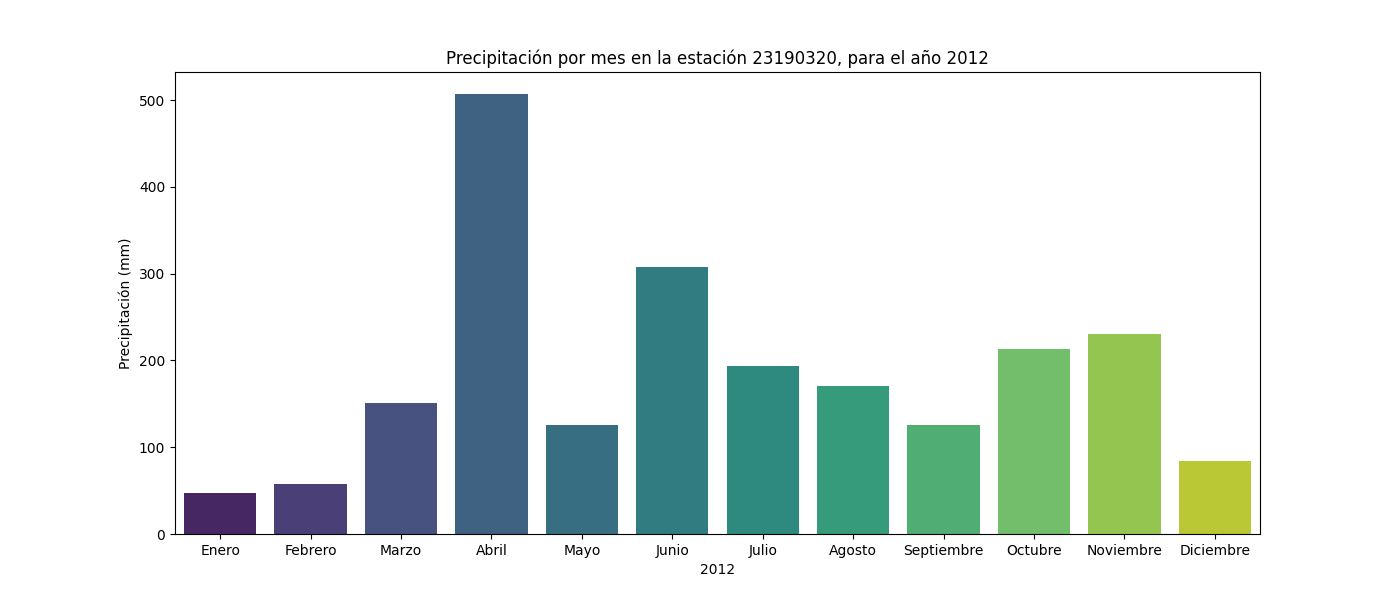 Precipitación por mes en la estación 23190320, para el año 2012
Precipitación (mm)
500
400
300
200
100
0
Enero Febrero Marzo Abril Mayo Junio Julio Agosto Septiembre Octubre Noviembre Diciembre
2012